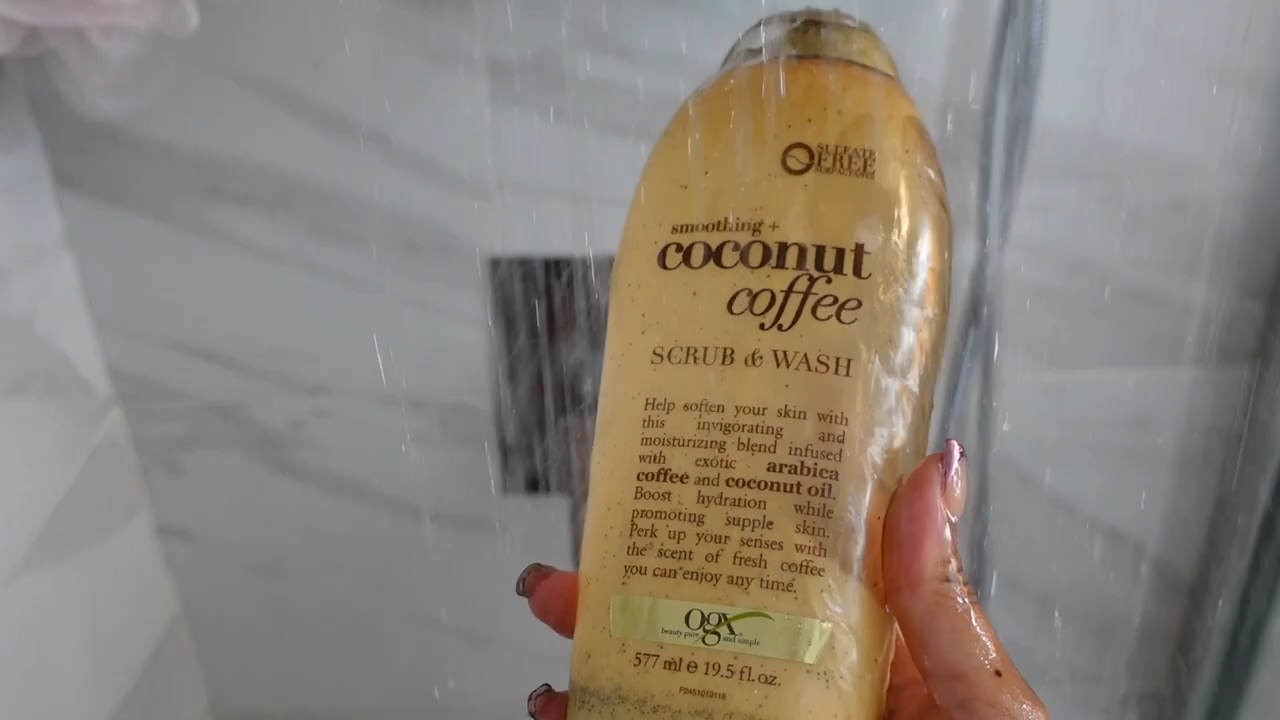 SULFATE
FREE
SURFACTANTS
smoothing +
coconut
coffee
SCRUB & WASH
Help soften your skin with
this invigorating and
moisturizing blend infused
with exotic arabica
coffee and coconut oil.
Boost hydration while
promoting supple skin.
Perk up your senses with
the scent of fresh coffee
you can enjoy any time.
ogx
beauty pure and simple
577 ml e 19.5 fl. oz.
F2451019116